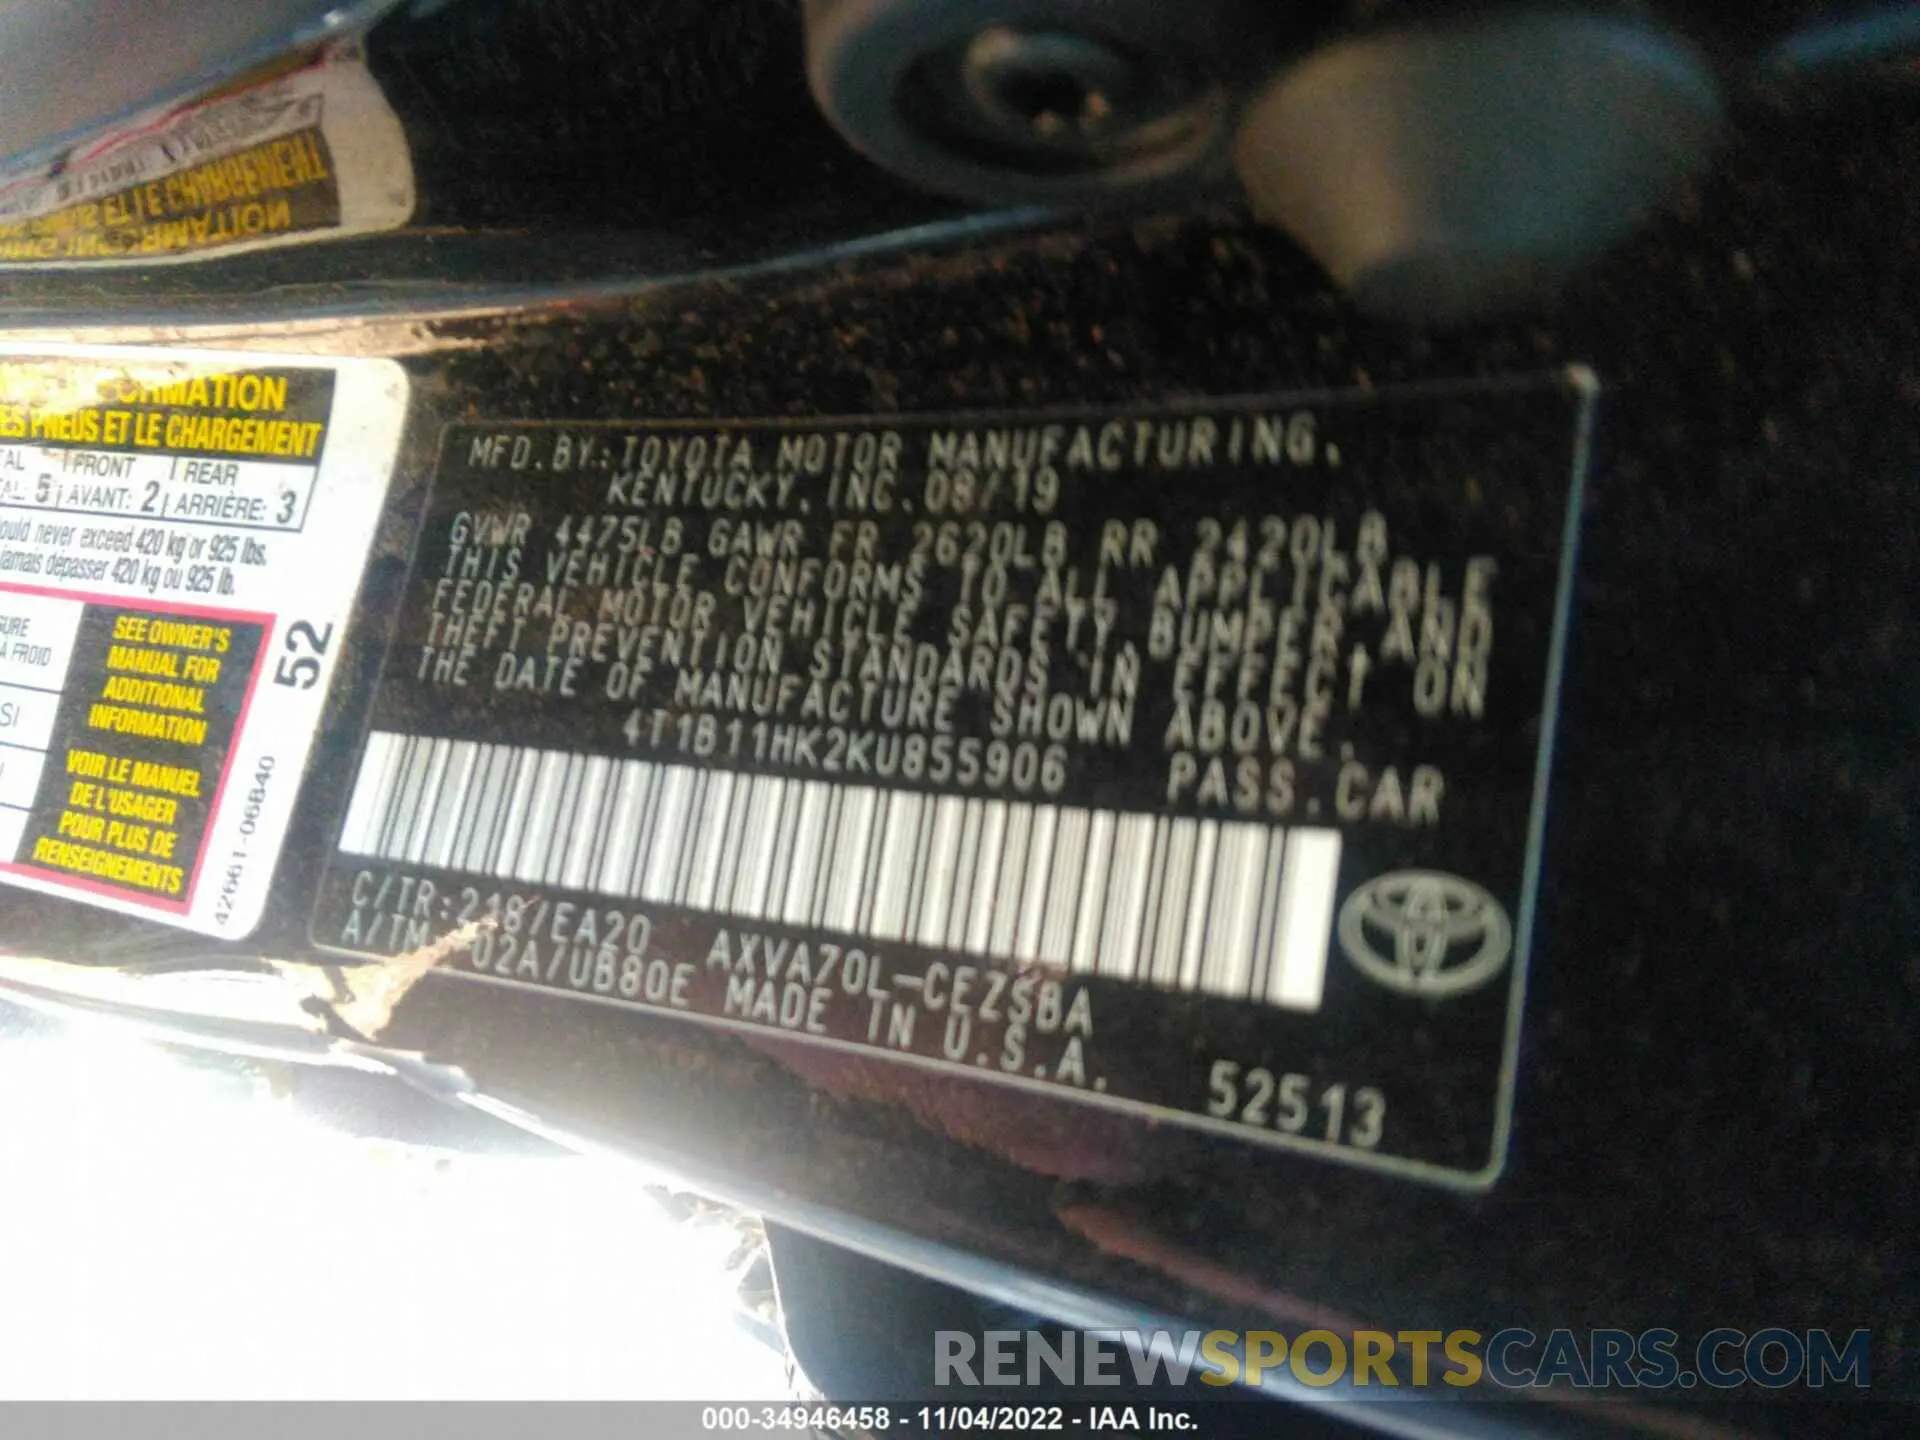 INFORMATION
ES PNEUS ET LE CHARGEMENT
FRONT REAR
5 AVANT: 2 ARRIÈRE: 3
never exceed 420 kg or 925 lbs.
jamais dépasser 420 kg ou 925 lb.
A FROID
SEE OWNER'S
MANUAL FOR
ADDITIONAL
INFORMATION
VOIR LE MANUEL
DE L'USAGER
POUR PLUS DE
RENSEIGNEMENTS
52
42661-06B40
MFD. BY: TOYOTA MOTOR MANUFACTURING,
KENTUCKY, INC. 08/19
GVWR 4475LB GAWR FR 2620LB RR 2420LB
THIS VEHICLE CONFORMS TO ALL APPLICABLE
FEDERAL MOTOR VEHICLE SAFETY, BUMPER, AND
THEFT PREVENTION STANDARDS IN EFFECT ON
THE DATE OF MANUFACTURE SHOWN ABOVE.
4T1B11HK2KU855906 PASS. CAR
C/TR: 218/EA20 AXVA70L-CEZSBA
A/TM 02A/UB80E MADE IN U.S.A.
52513
RENEWSPORTSCARS.COM
000-34946458 - 11/04/2022 - IAA Inc.